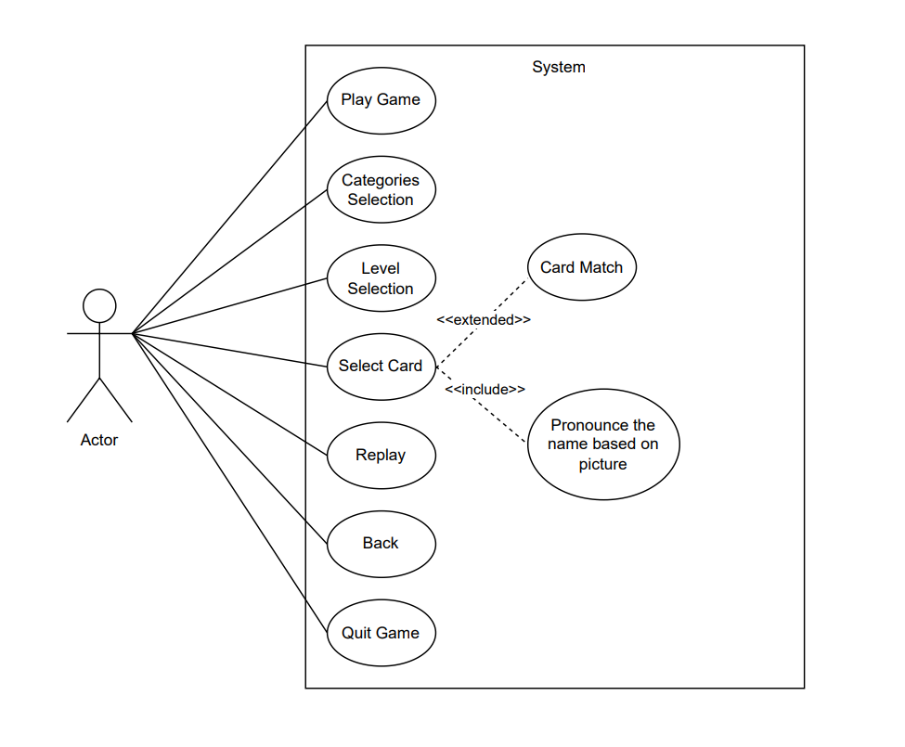 System
Play Game
Categories
Selection
Level
Selection
Card Match
<<extended>>
Select Card
<<include>>
Pronounce the
name based on
picture
Actor
Replay
Back
Quit Game